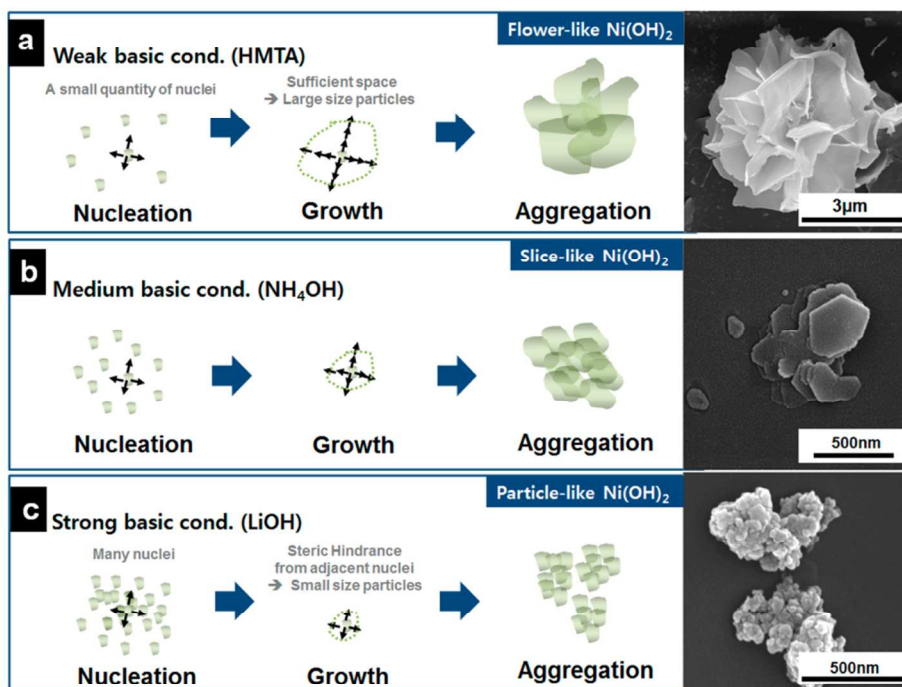 a
Flower-like Ni(OH)₂
Weak basic cond. (HMTA)
A small quantity of nuclei
Sufficient space
➔ Large size particles
Nucleation
Growth
Aggregation
3μm
b
Slice-like Ni(OH)₂
Medium basic cond. (NH₄OH)
Nucleation
Growth
Aggregation
500nm
c
Particle-like Ni(OH)₂
Strong basic cond. (LiOH)
Many nuclei
Steric Hindrance
from adjacent nuclei
➔ Small size particles
Nucleation
Growth
Aggregation
500nm